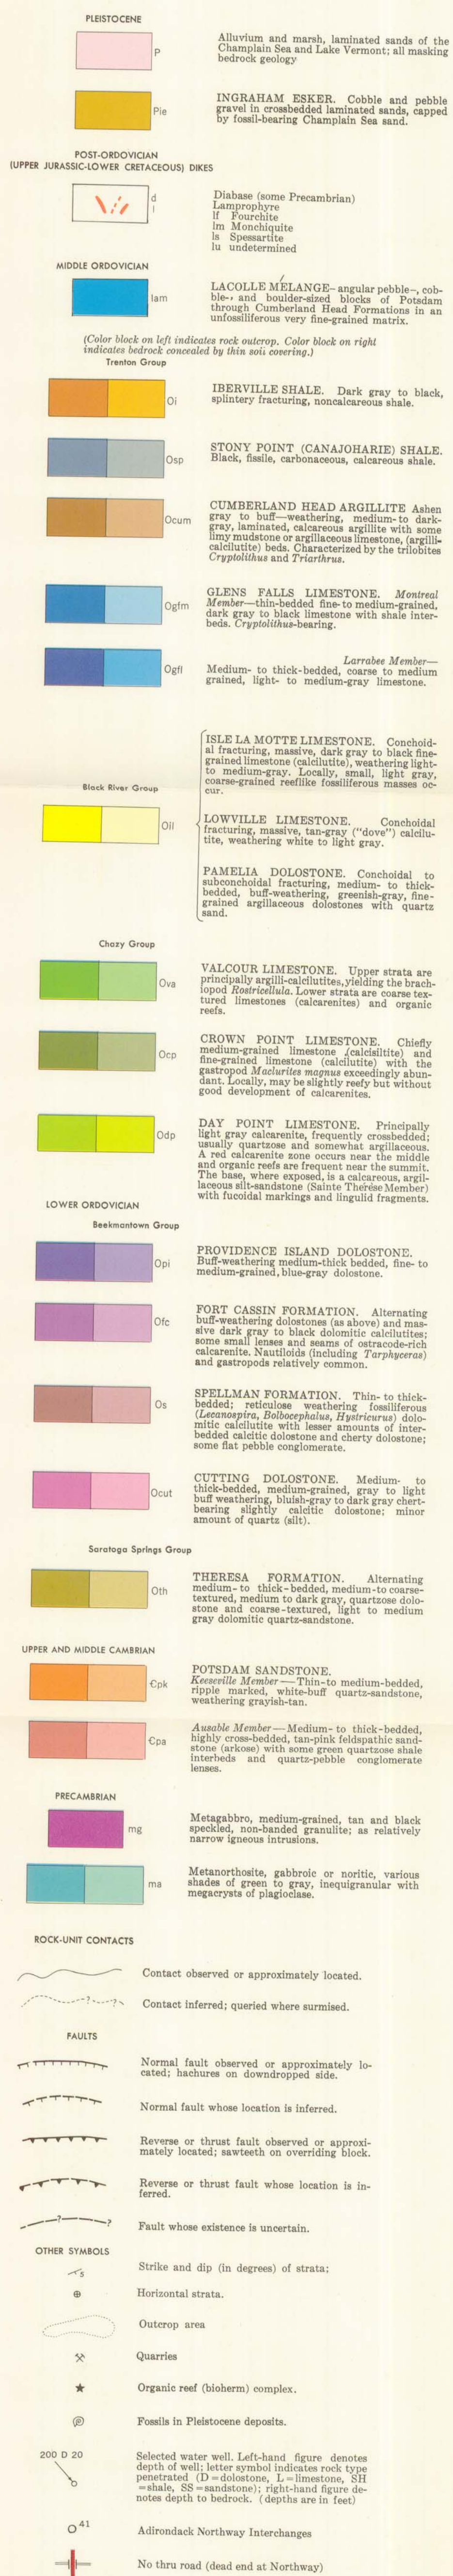 PLEISTOCENE
P
Alluvium and marsh, laminated sands of the
Champlain Sea and Lake Vermont; all masking
bedrock geology
Ple
INGRAHAM ESKER. Cobble and pebble
gravel in crossbedded laminated sands, capped
by fossil-bearing Champlain Sea sand.
POST-ORDOVICIAN
(UPPER JURASSIC-LOWER CRETACEOUS) DIKES
d
l
Diabase (some Precambrian)
Lamprophyre
lf Fourchite
lm Monchiquite
ls Spessartite
lu undetermined
MIDDLE ORDOVICIAN
lam
LACOLLE MÉLANGE—angular pebble-, cob-
ble-, and boulder-sized blocks of Potsdam
through Cumberland Head Formations in an
unfossiliferous very fine-grained matrix.
(Color block on left indicates rock outcrop. Color block on right
indicates bedrock concealed by thin soil covering.)
Trenton Group
Oi
IBERVILLE SHALE. Dark gray to black,
splintery fracturing, noncalcareous shale.
Osp
STONY POINT (CANAJOHARIE) SHALE.
Black, fissile, carbonaceous, calcareous shale.
Ocum
CUMBERLAND HEAD ARGILLITE Ashen
gray to buff—weathering, medium- to dark-
gray, laminated, calcareous argillite with some
limy mudstone or argillaceous limestone, (argilli-
calcilutite) beds. Characterized by the trilobites
Cryptolithus and Triarthrus.
Ogfm
GLENS FALLS LIMESTONE. Montreal
Member—thin-bedded fine- to medium-grained,
dark gray to black limestone with shale inter-
beds. Cryptolithus-bearing.
Ogfl
Larrabee Member—
Medium- to thick-bedded, coarse to medium
grained, light- to medium-gray limestone.
Black River Group
Oil
ISLE LA MOTTE LIMESTONE. Conchoid-
al fracturing, massive, dark gray to black fine-
grained limestone (calcilutite), weathering light-
to medium-gray. Locally, small, light gray,
coarse-grained reeflike fossiliferous masses oc-
cur.
LOWVILLE LIMESTONE. Conchoidal
fracturing, massive, tan-gray ("dove") calcilu-
tite, weathering white to light gray.
PAMELIA DOLOSTONE. Conchoidal to
subconchoidal fracturing, medium- to thick-
bedded, buff-weathering, greenish-gray, fine-
grained argillaceous dolostones with quartz
sand.
Chazy Group
Ova
VALCOUR LIMESTONE. Upper strata are
principally argilli-calcilutites, yielding the brach-
iopod Rostricellula. Lower strata are coarse tex-
tured limestones (calcarenites) and organic
reefs.
Ocp
CROWN POINT LIMESTONE. Chiefly
medium-grained limestone (calcisiltite) and
fine-grained limestone (calcilutite) with the
gastropod Maclurites magnus exceedingly abun-
dant. Locally, may be slightly reefy but without
good development of calcarenites.
Odp
DAY POINT LIMESTONE. Principally
light gray calcarenite, frequently crossbedded;
usually quartzose and somewhat argillaceous.
A red calcarenite zone occurs near the middle
and organic reefs are frequent near the summit.
The base, where exposed, is a calcareous, argil-
laceous silt-sandstone (Sainte Therèse Member)
with fucoidal markings and lingulid fragments.
LOWER ORDOVICIAN
Beekmantown Group
Opi
PROVIDENCE ISLAND DOLOSTONE.
Buff-weathering medium-thick bedded, fine- to
medium-grained, blue-gray dolostone.
Ofc
FORT CASSIN FORMATION. Alternating
buff-weathering dolostones (as above) and mas-
sive dark gray to black dolomitic calcilutites;
some small lenses and seams of ostracode-rich
calcarenite. Nautiloids (including Tarphyceras)
and gastropods relatively common.
Os
SPELLMAN FORMATION. Thin- to thick-
bedded; reticulose weathering fossiliferous
(Lecanospira, Bolbocephalus, Hystricurus) dolo-
mitic calcilutite with lesser amounts of inter-
bedded calcitic dolostone and cherty dolostone;
some flat pebble conglomerate.
Ocut
CUTTING DOLOSTONE. Medium- to
thick-bedded, medium-grained, gray to light
buff weathering, bluish-gray to dark gray chert-
bearing slightly calcitic dolostone; minor
amount of quartz (silt).
Saratoga Springs Group
Oth
THERESA FORMATION. Alternating
medium- to thick-bedded, medium-to coarse-
textured, medium to dark gray, quartzose dolo-
stone and coarse-textured, light to medium
gray dolomitic quartz-sandstone.
UPPER AND MIDDLE CAMBRIAN
Єpk
POTSDAM SANDSTONE.
Keeseville Member—Thin-to medium-bedded,
ripple marked, white-buff quartz-sandstone,
weathering grayish-tan.
Єpa
Ausable Member—Medium- to thick-bedded,
highly cross-bedded, tan-pink feldspathic sand-
stone (arkose) with some green quartzose shale
interbeds and quartz-pebble conglomerate
lenses.
PRECAMBRIAN
mg
Metagabbro, medium-grained, tan and black
speckled, non-banded granulite; as relatively
narrow igneous intrusions.
ma
Metanorthosite, gabbroic or noritic, various
shades of green to gray, inequigranular with
megacrysts of plagioclase.
ROCK-UNIT CONTACTS
Contact observed or approximately located.
? ?
Contact inferred; queried where surmised.
FAULTS
Normal fault observed or approximately lo-
cated; hachures on downdropped side.
Normal fault whose location is inferred.
Reverse or thrust fault observed or approxi-
mately located; sawteeth on overriding block.
Reverse or thrust fault whose location is in-
ferred.
? ?
Fault whose existence is uncertain.
OTHER SYMBOLS
5
Strike and dip (in degrees) of strata;
Horizontal strata.
Outcrop area
Quarries
Organic reef (bioherm) complex.
Fossils in Pleistocene deposits.
200 D 20
Selected water well. Left-hand figure denotes
depth of well; letter symbol indicates rock type
penetrated (D=dolostone, L=limestone, SH
=shale, SS=sandstone); right-hand figure de-
notes depth to bedrock. (depths are in feet)
41
Adirondack Northway Interchanges
No thru road (dead end at Northway)